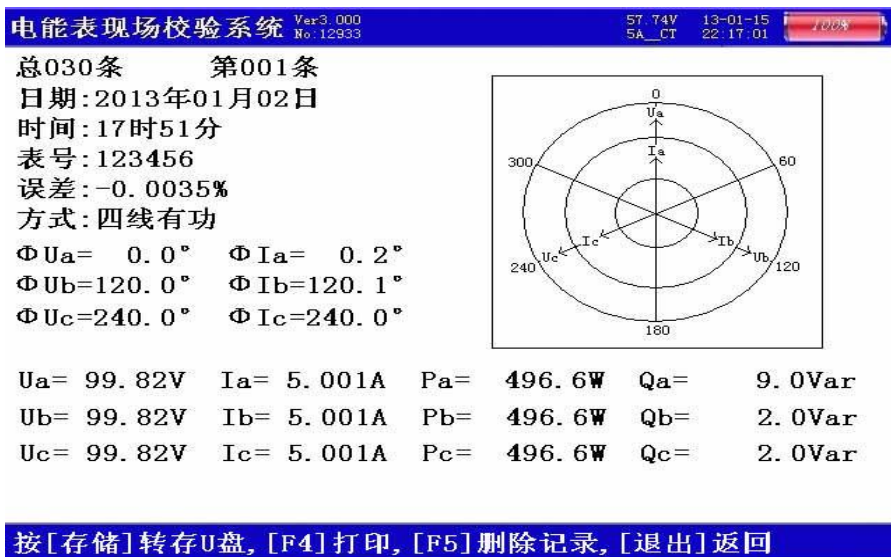 电能表现场校验系统 Ver3.000 No:12933 57.74V 5A__CT 13-01-15 22:17:01 100%
总030条 第001条
日期:2013年01月02日
时间:17时51分
表号:123456
误差:-0.0035%
方式:四线有功
ΦUa= 0.0° ΦIa= 0.2°
ΦUb=120.0° ΦIb=120.1°
ΦUc=240.0° ΦIc=240.0°
0
Ua
Ia
300 60
Uc Ic Ib Ub
240 120
180
Ua= 99.82V Ia= 5.001A Pa= 496.6W Qa= 9.0Var
Ub= 99.82V Ib= 5.001A Pb= 496.6W Qb= 2.0Var
Uc= 99.82V Ic= 5.001A Pc= 496.6W Qc= 2.0Var
按[存储]转存U盘,[F4]打印,[F5]删除记录,[退出]返回